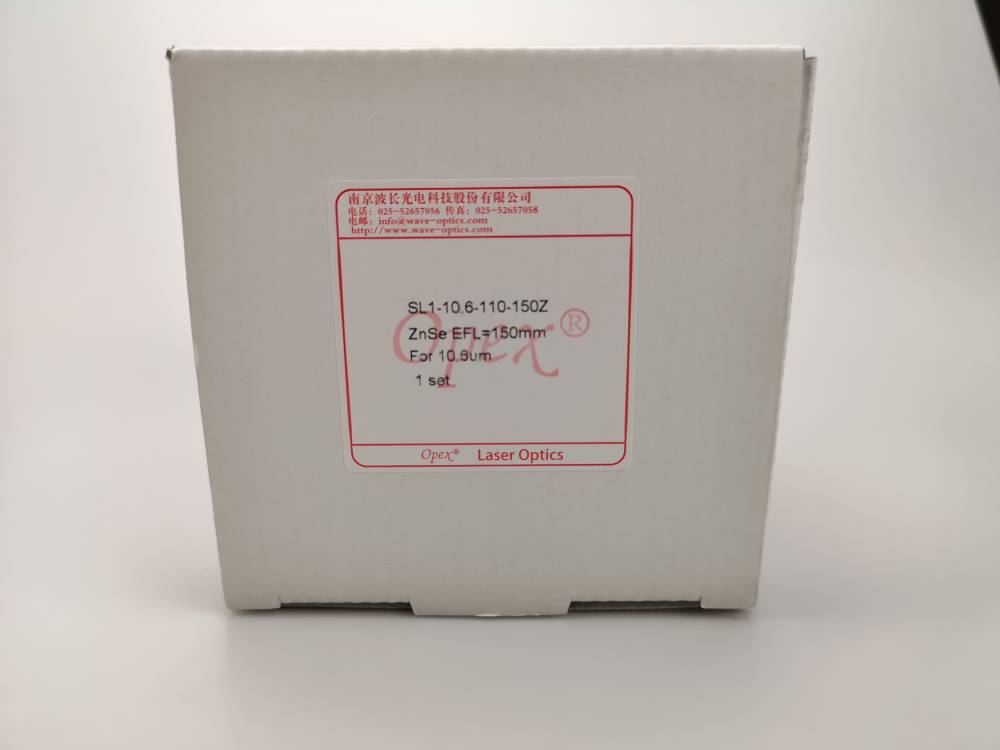 南京波长光电科技股份有限公司
电话: 025-52657056 传真: 025-52657058
电邮: info@wave-optics.com
http://www.wave-optics.com
SL1-10.6-110-150Z
ZnSe EFL=150mm
Opex®
For 10.6um
1 set
Opex® Laser Optics